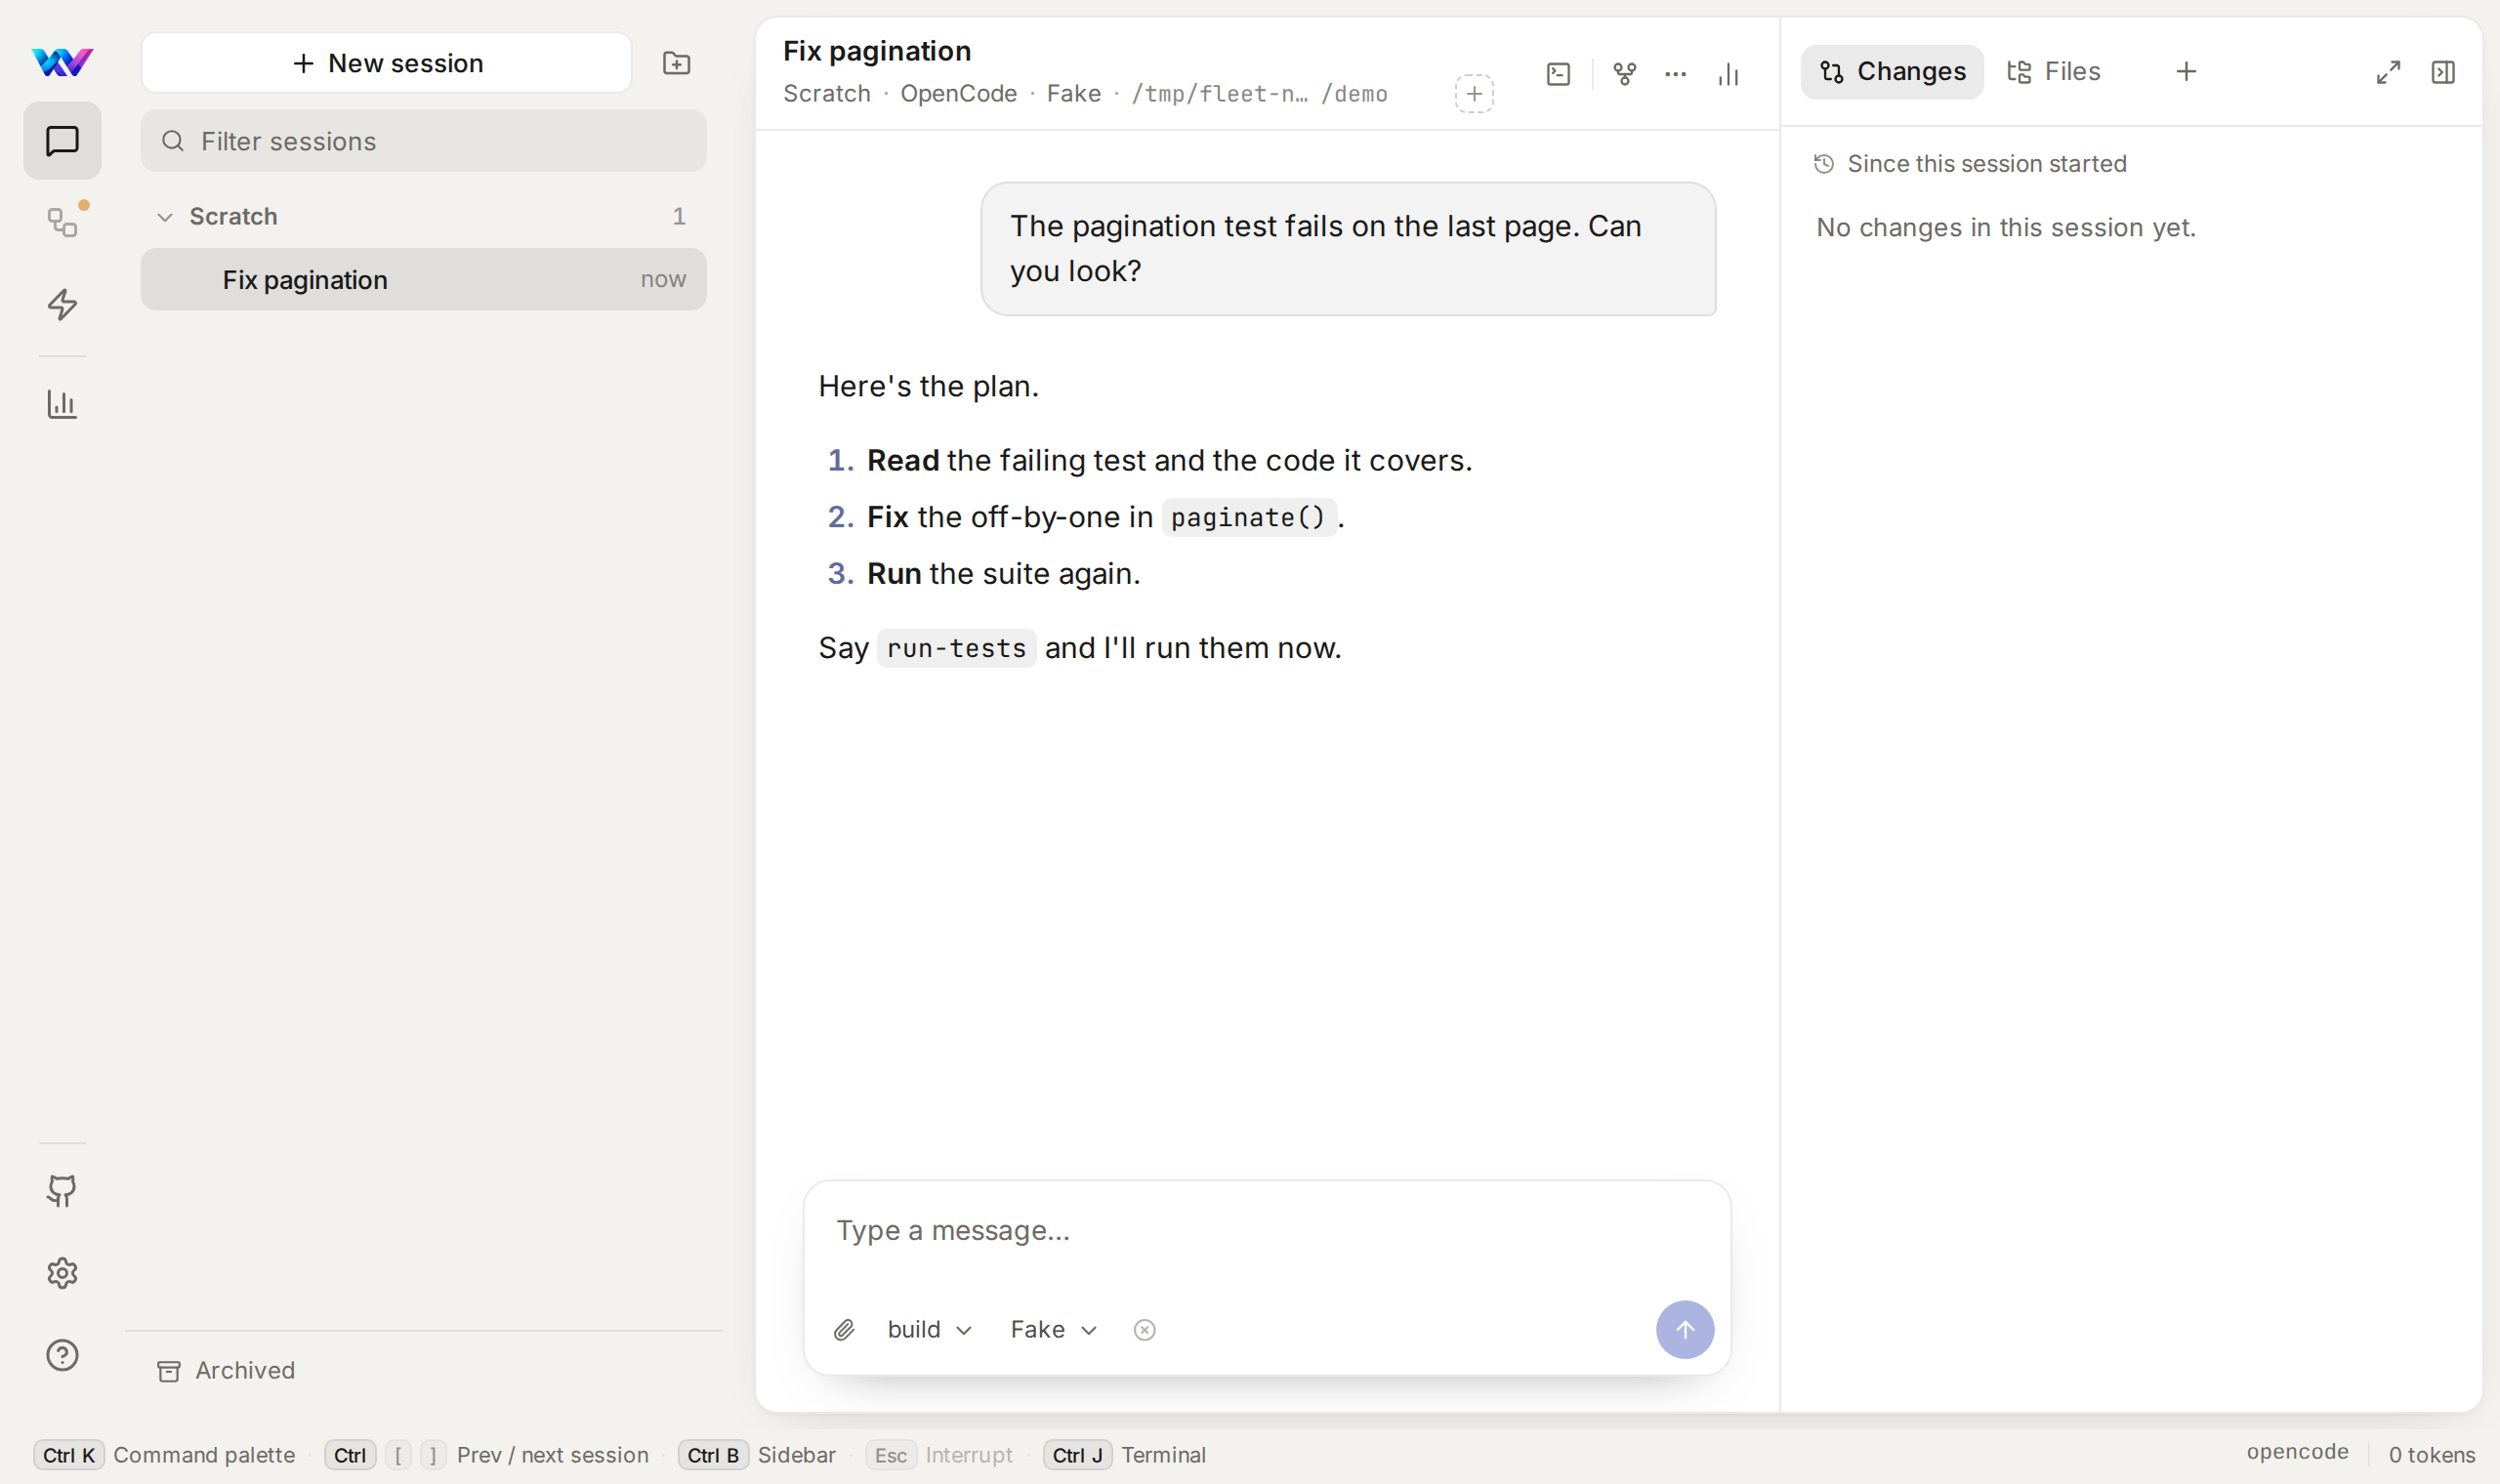 New session
Filter sessions
Scratch 1
Fix pagination now
Archived
Fix pagination
Scratch · OpenCode · Fake · /tmp/fleet-n… /demo
The pagination test fails on the last page. Can
you look?
Here's the plan.
1. Read the failing test and the code it covers.
2. Fix the off-by-one in paginate().
3. Run the suite again.
Say run-tests and I'll run them now.
Type a message...
build Fake
Changes Files
Since this session started
No changes in this session yet.
Ctrl K Command palette · Ctrl [ ] Prev / next session · Ctrl B Sidebar · Esc Interrupt · Ctrl J Terminal
opencode 0 tokens